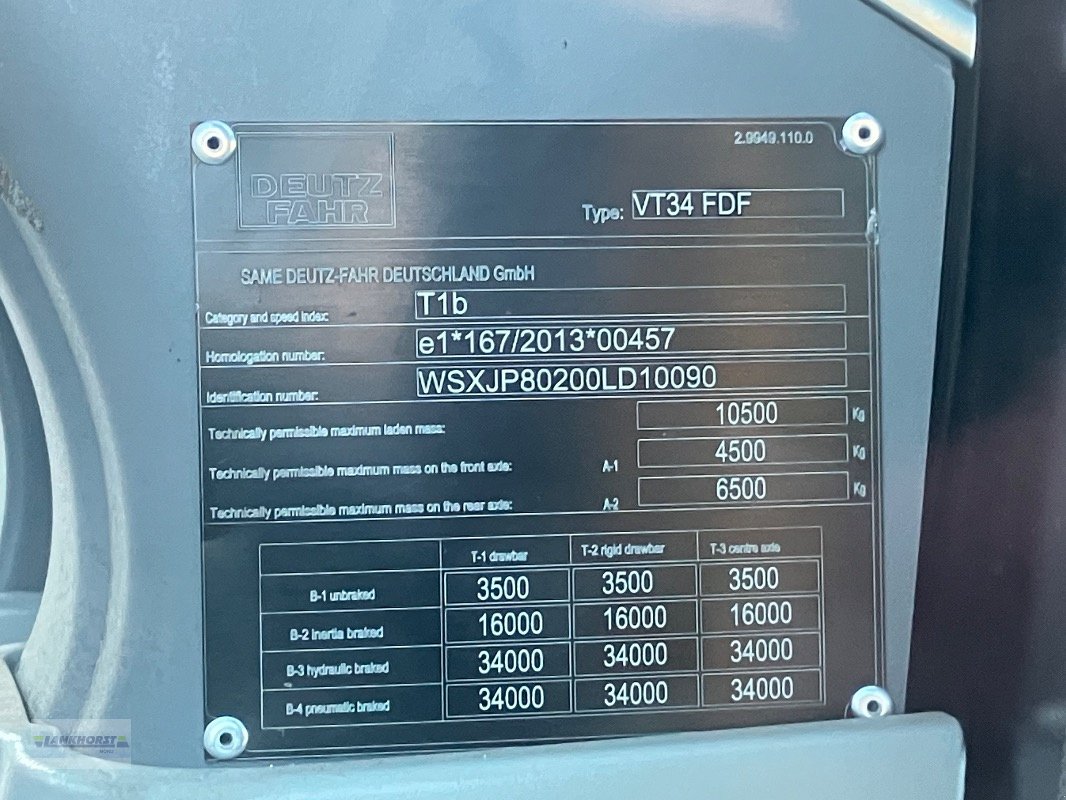 2.9949.110.0
DEUTZ
FAHR
Type: VT34 FDF
SAME DEUTZ-FAHR DEUTSCHLAND GmbH
Category and speed index: T1b
Homologation number: e1*167/2013*00457
Identification number: WSXJP80200LD10090
Technically permissible maximum laden mass: 10500 Kg
Technically permissible maximum mass on the front axle: A-1 4500 Kg
Technically permissible maximum mass on the rear axle: A-2 6500 Kg
T-1 drawbar T-2 rigid drawbar T-3 centre axle
B-1 unbraked 3500 3500 3500
B-2 inertia braked 16000 16000 16000
B-3 hydraulic braked 34000 34000 34000
B-4 pneumatic braked 34000 34000 34000
LANKHORST